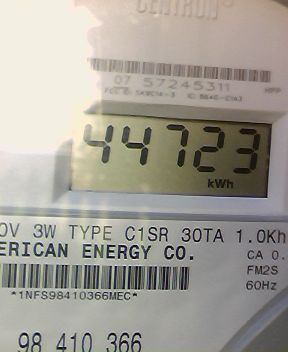 CENTRON®
07 57245311
44723
kWh
0V 3W TYPE C1SR 30TA 1.0Kh
ERICAN ENERGY CO.
CA 0.
FM2S
*1NFS98410366MEC*
60Hz
98 410 366